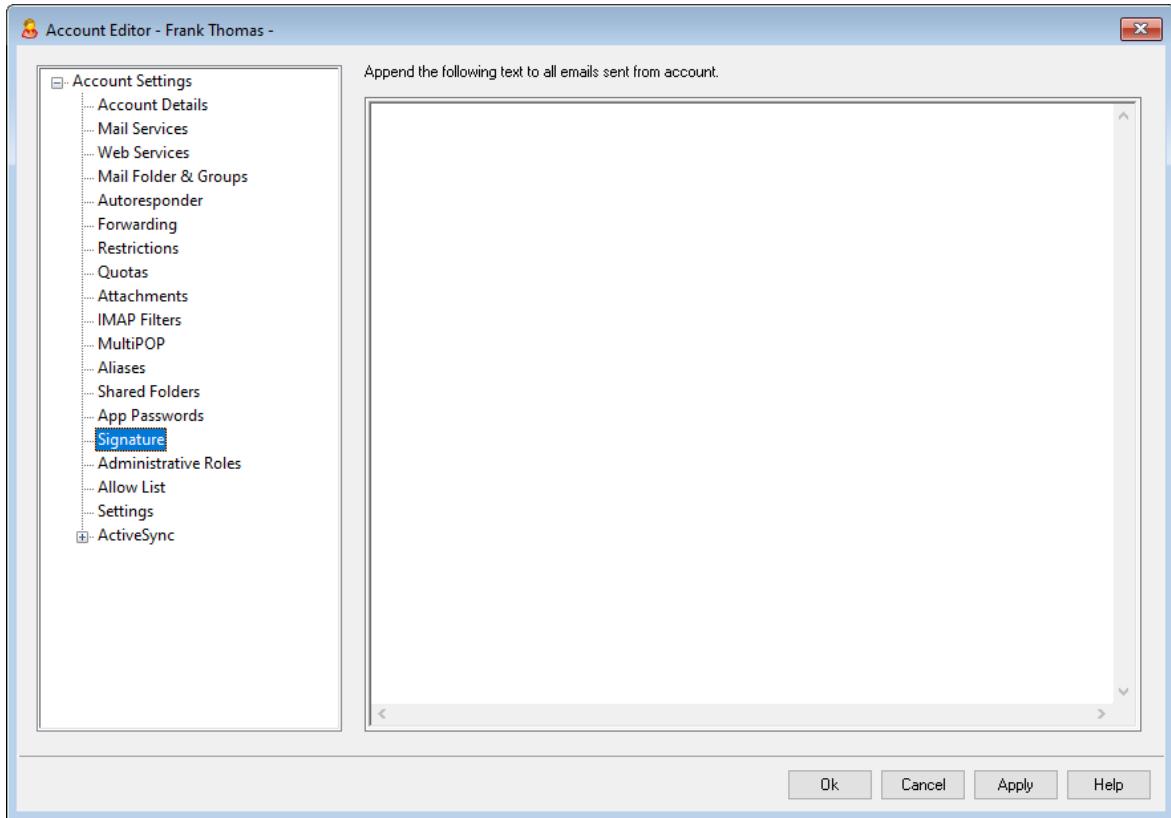 Account Editor - Frank Thomas -
Append the following text to all emails sent from account.
Account Settings
Account Details
Mail Services
Web Services
Mail Folder & Groups
Autoresponder
Forwarding
Restrictions
Quotas
Attachments
IMAP Filters
MultiPOP
Aliases
Shared Folders
App Passwords
Signature
Administrative Roles
Allow List
Settings
ActiveSync
Ok Cancel Apply Help